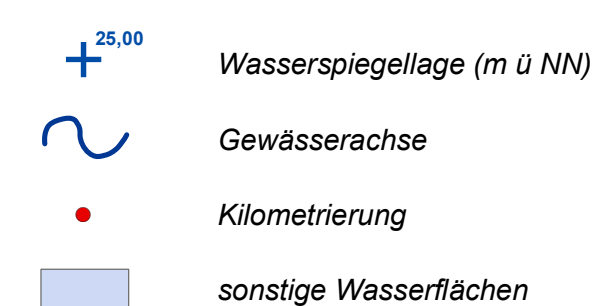 25,00
Wasserspiegellage (m ü NN)
Gewässerachse
Kilometrierung
sonstige Wasserflächen